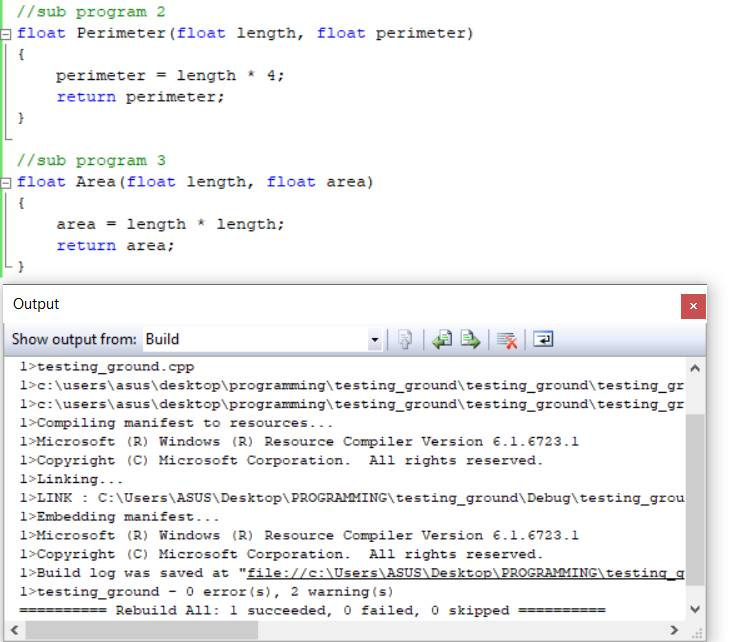 //sub program 2
float Perimeter(float length, float perimeter)
{
perimeter = length * 4;
return perimeter;
}
//sub program 3
float Area(float length, float area)
{
area = length * length;
return area;
}
Output
Show output from: Build
1>testing_ground.cpp
1>c:\users\asus\desktop\programming\testing_ground\testing_ground\testing_gr
1>c:\users\asus\desktop\programming\testing_ground\testing_ground\testing_gr
1>Compiling manifest to resources...
1>Microsoft (R) Windows (R) Resource Compiler Version 6.1.6723.1
1>Copyright (C) Microsoft Corporation.  All rights reserved.
1>Linking...
1>LINK : C:\Users\ASUS\Desktop\PROGRAMMING\testing_ground\Debug\testing_grou
1>Embedding manifest...
1>Microsoft (R) Windows (R) Resource Compiler Version 6.1.6723.1
1>Copyright (C) Microsoft Corporation.  All rights reserved.
1>Build log was saved at "file://c:\Users\ASUS\Desktop\PROGRAMMING\testing_g
1>testing_ground - 0 error(s), 2 warning(s)
========== Rebuild All: 1 succeeded, 0 failed, 0 skipped ==========